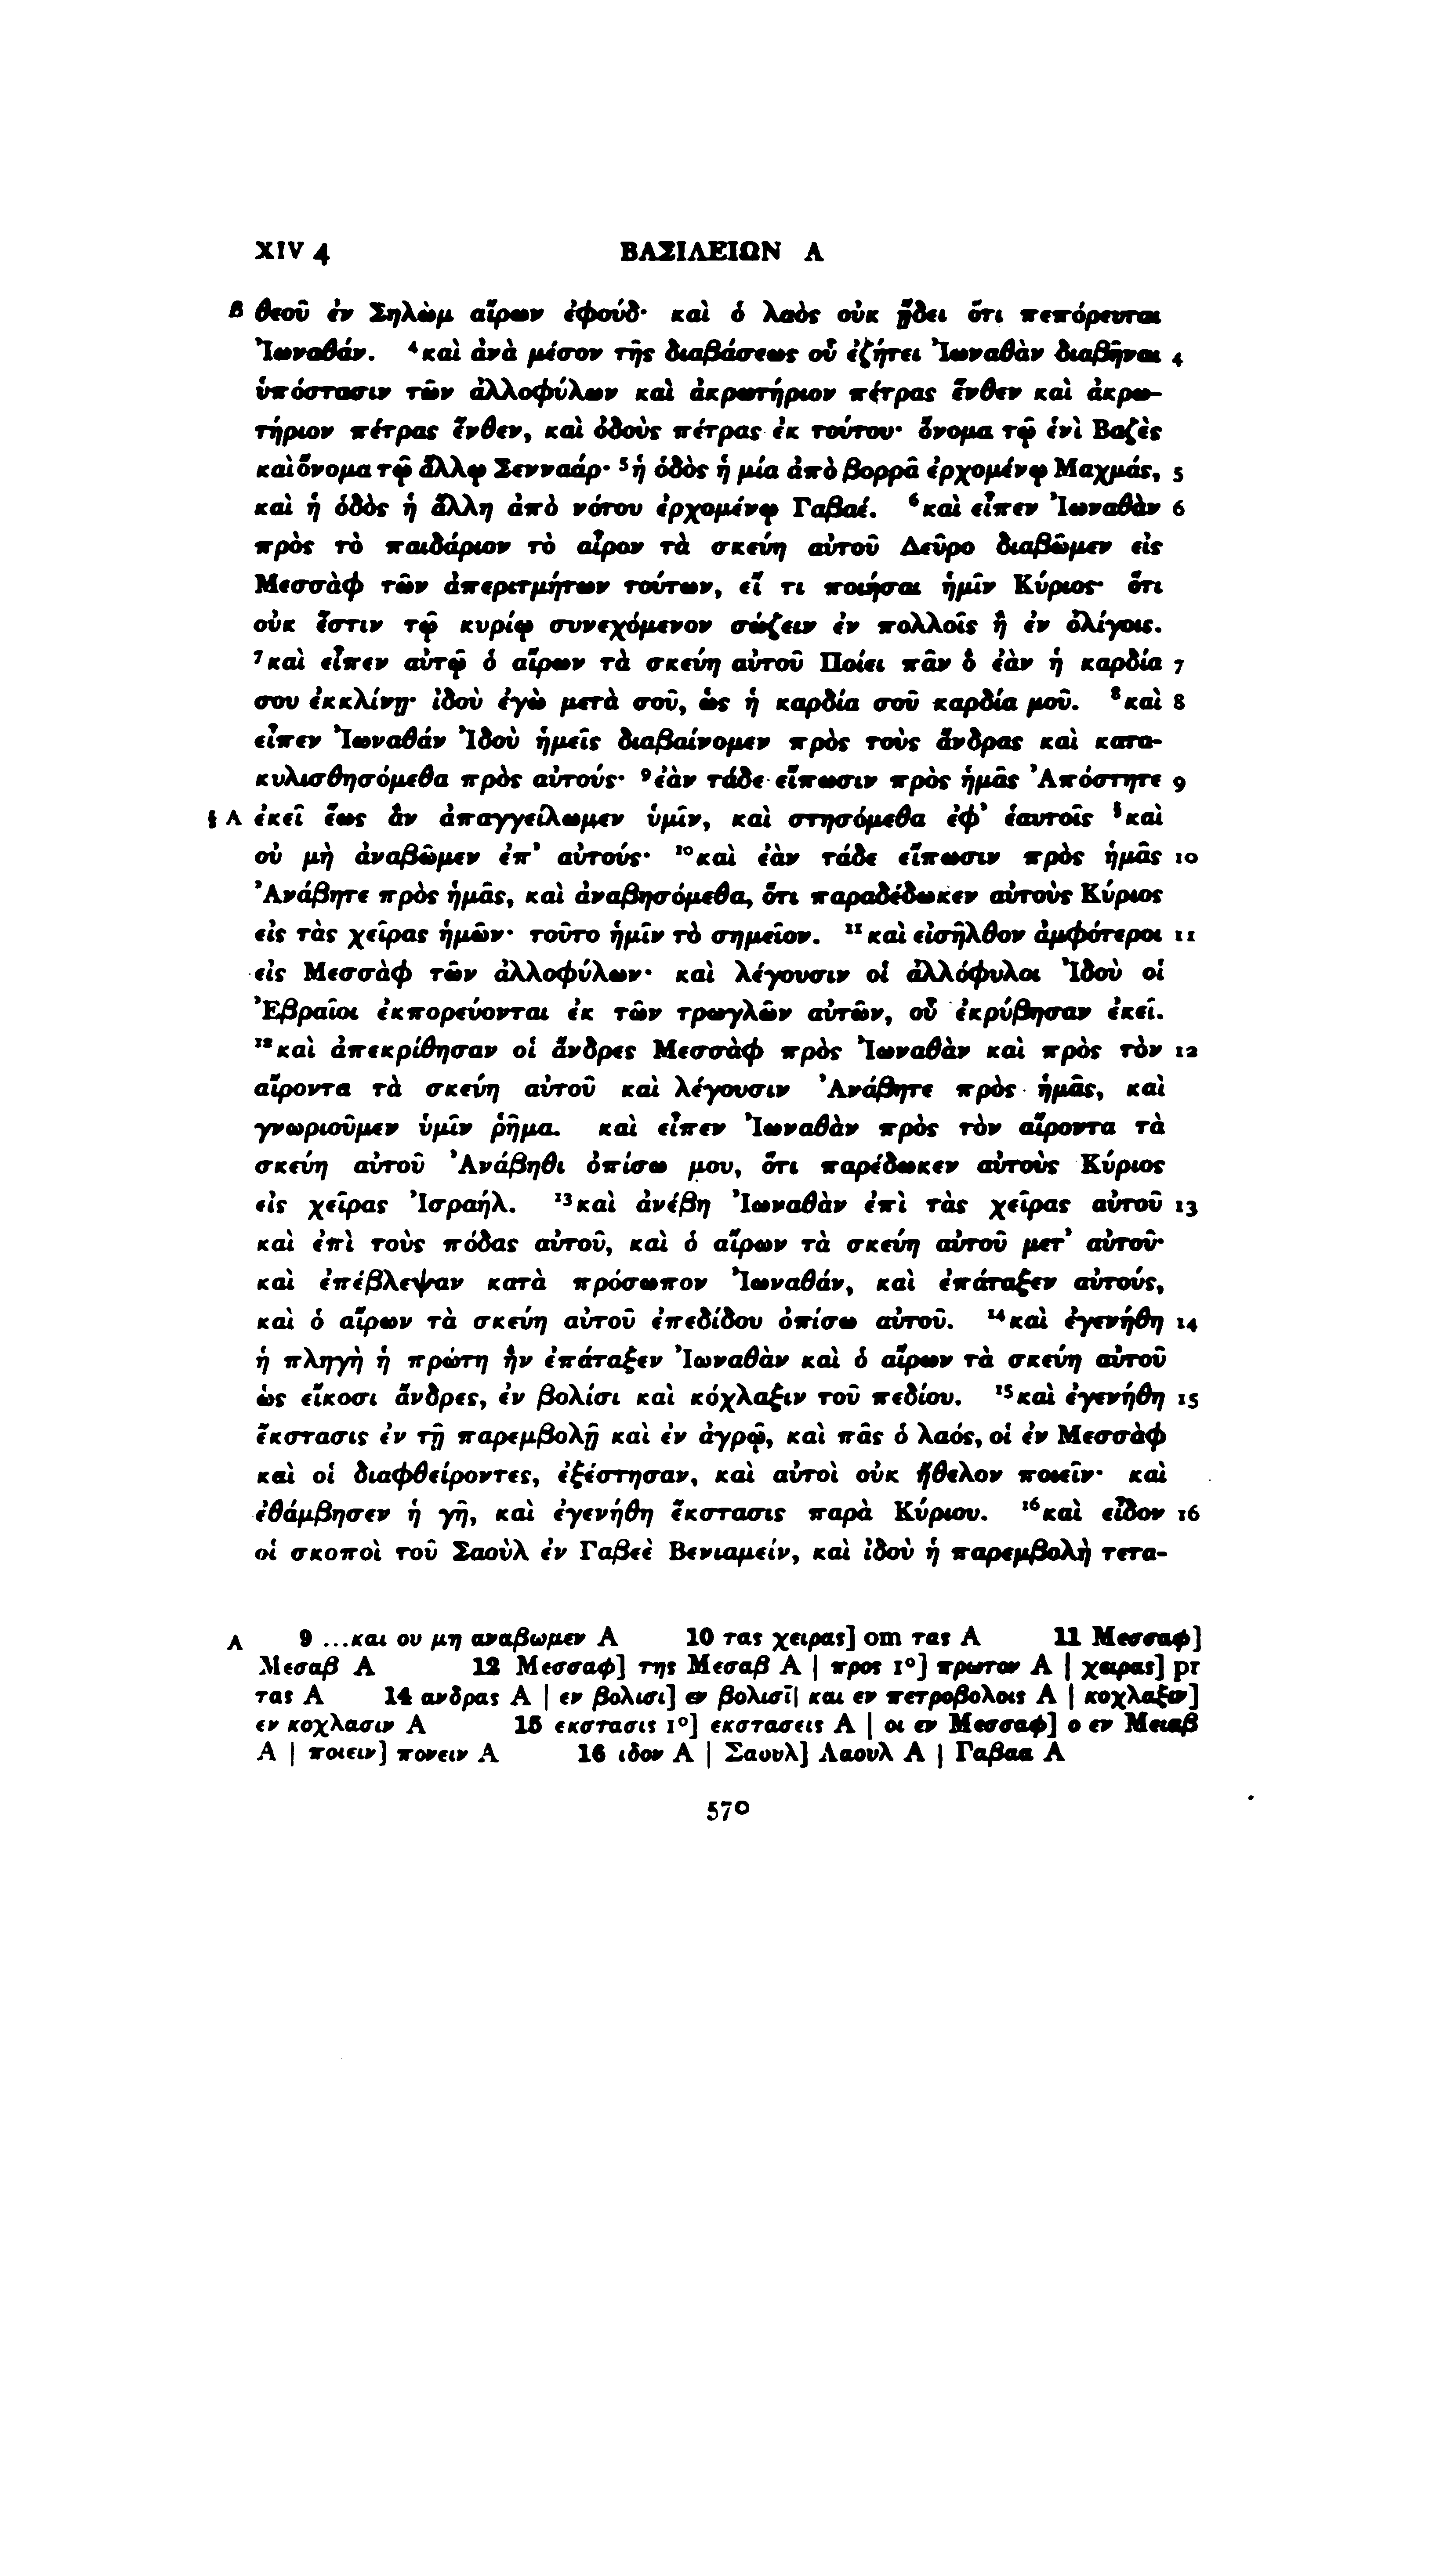 XIV 4 ΒΑΣΙΛΕΙΩΝ Α
B θεοῦ ἐν Σηλὼμ αἴρων ἐφούδ· καὶ ὁ λαὸς οὐκ ᾔδει ὅτι πεπόρευται
Ἰωναθάν. ⁴καὶ ἀνὰ μέσον τῆς διαβάσεως οὗ ἐζήτει Ἰωναθὰν διαβῆναι 4
ὑπόστασιν τῶν ἀλλοφύλων καὶ ἀκρωτήριον πέτρας ἔνθεν καὶ ἀκρω-
τήριον πέτρας ἔνθεν, καὶ ὁδοὺς πέτρας ἐκ τούτου· ὄνομα τῷ ἑνὶ Βαζὲς
καὶ ὄνομα τῷ ἄλλῳ Σενναάρ· ⁵ἡ ὁδὸς ἡ μία ἀπὸ βορρᾶ ἐρχομένῳ Μαχμάς, 5
καὶ ἡ ὁδὸς ἡ ἄλλη ἀπὸ νότου ἐρχομένῳ Γαβαέ. ⁶καὶ εἶπεν Ἰωναθὰν 6
πρὸς τὸ παιδάριον τὸ αἶρον τὰ σκεύη αὐτοῦ Δεῦρο διαβῶμεν εἰς
Μεσσὰφ τῶν ἀπεριτμήτων τούτων, εἴ τι ποιήσαι ἡμῖν Κύριος· ὅτι
οὐκ ἔστιν τῷ κυρίῳ συνεχόμενον σώζειν ἐν πολλοῖς ἢ ἐν ὀλίγοις.
⁷καὶ εἶπεν αὐτῷ ὁ αἴρων τὰ σκεύη αὐτοῦ Ποίει πᾶν ὃ ἐὰν ἡ καρδία 7
σου ἐκκλίνῃ· ἰδοὺ ἐγὼ μετὰ σοῦ, ὡς ἡ καρδία σοῦ καρδία μοῦ. ⁸καὶ 8
εἶπεν Ἰωναθάν Ἰδοὺ ἡμεῖς διαβαίνομεν πρὸς τοὺς ἄνδρας καὶ κατα-
κυλισθησόμεθα πρὸς αὐτούς· ⁹ἐὰν τάδε εἴπωσιν πρὸς ἡμᾶς Ἀπόστητε 9
§ A ἐκεῖ ἕως ἂν ἀπαγγείλωμεν ὑμῖν, καὶ στησόμεθα ἐφ’ ἑαυτοῖς §καὶ
οὐ μὴ ἀναβῶμεν ἐπ’ αὐτούς· ¹⁰καὶ ἐὰν τάδε εἴπωσιν πρὸς ἡμᾶς 10
Ἀνάβητε πρὸς ἡμᾶς, καὶ ἀναβησόμεθα, ὅτι παραδέδωκεν αὐτοὺς Κύριος
εἰς τὰς χεῖρας ἡμῶν· τοῦτο ἡμῖν τὸ σημεῖον. ¹¹καὶ εἰσῆλθον ἀμφότεροι 11
εἰς Μεσσὰφ τῶν ἀλλοφύλων· καὶ λέγουσιν οἱ ἀλλόφυλοι Ἰδοὺ οἱ
Ἐβραῖοι ἐκπορεύονται ἐκ τῶν τρωγλῶν αὐτῶν, οὗ ἐκρύβησαν ἐκεῖ.
¹²καὶ ἀπεκρίθησαν οἱ ἄνδρες Μεσσὰφ πρὸς Ἰωναθὰν καὶ πρὸς τὸν 12
αἴροντα τὰ σκεύη αὐτοῦ καὶ λέγουσιν Ἀνάβητε πρὸς ἡμᾶς, καὶ
γνωριοῦμεν ὑμῖν ῥῆμα. καὶ εἶπεν Ἰωναθὰν πρὸς τὸν αἴροντα τὰ
σκεύη αὐτοῦ Ἀνάβηθι ὀπίσω μου, ὅτι παρέδωκεν αὐτοὺς Κύριος
εἰς χεῖρας Ἰσραήλ. ¹³καὶ ἀνέβη Ἰωναθὰν ἐπὶ τὰς χεῖρας αὐτοῦ 13
καὶ ἐπὶ τοὺς πόδας αὐτοῦ, καὶ ὁ αἴρων τὰ σκεύη αὐτοῦ μετ’ αὐτοῦ·
καὶ ἐπέβλεψαν κατὰ πρόσωπον Ἰωναθάν, καὶ ἐπάταξεν αὐτούς,
καὶ ὁ αἴρων τὰ σκεύη αὐτοῦ ἐπεδίδου ὀπίσω αὐτοῦ. ¹⁴καὶ ἐγενήθη 14
ἡ πληγὴ ἡ πρώτη ἣν ἐπάταξεν Ἰωναθὰν καὶ ὁ αἴρων τὰ σκεύη αὐτοῦ
ὡς εἴκοσι ἄνδρες, ἐν βολίσι καὶ κόχλαξιν τοῦ πεδίου. ¹⁵καὶ ἐγενήθη 15
ἔκστασις ἐν τῇ παρεμβολῇ καὶ ἐν ἀγρῷ, καὶ πᾶς ὁ λαός, οἱ ἐν Μεσσὰφ
καὶ οἱ διαφθείροντες, ἐξέστησαν, καὶ αὐτοὶ οὐκ ἤθελον ποιεῖν· καὶ
ἐθάμβησεν ἡ γῆ, καὶ ἐγενήθη ἔκστασις παρὰ Κύριου. ¹⁶καὶ εἶδον 16
οἱ σκοποὶ τοῦ Σαοὺλ ἐν Γαβεὲ Βενιαμείν, καὶ ἰδοὺ ἡ παρεμβολὴ τετα-
A 9 ...και ου μη αναβωμεν A 10 τας χειρας] om τας A 11 Μεσσαφ]
Μεσαβ A 12 Μεσσαφ] της Μεσαβ A | προς 1°] πρωτον A | χειρας] pr
τας A 14 ανδρας A | εν βολισι] εν βολισῑ| και εν πετροβολοις A | κοχλαξιν]
εν κοχλασιν A 15 εκστασις 1°] εκστασεις A | οι εν Μεσσαφ] ο εν Μειαβ
A | ποιειν] πονειν A 16 ιδον A | Σαουλ] Λαουλ A | Γαβαα A
570